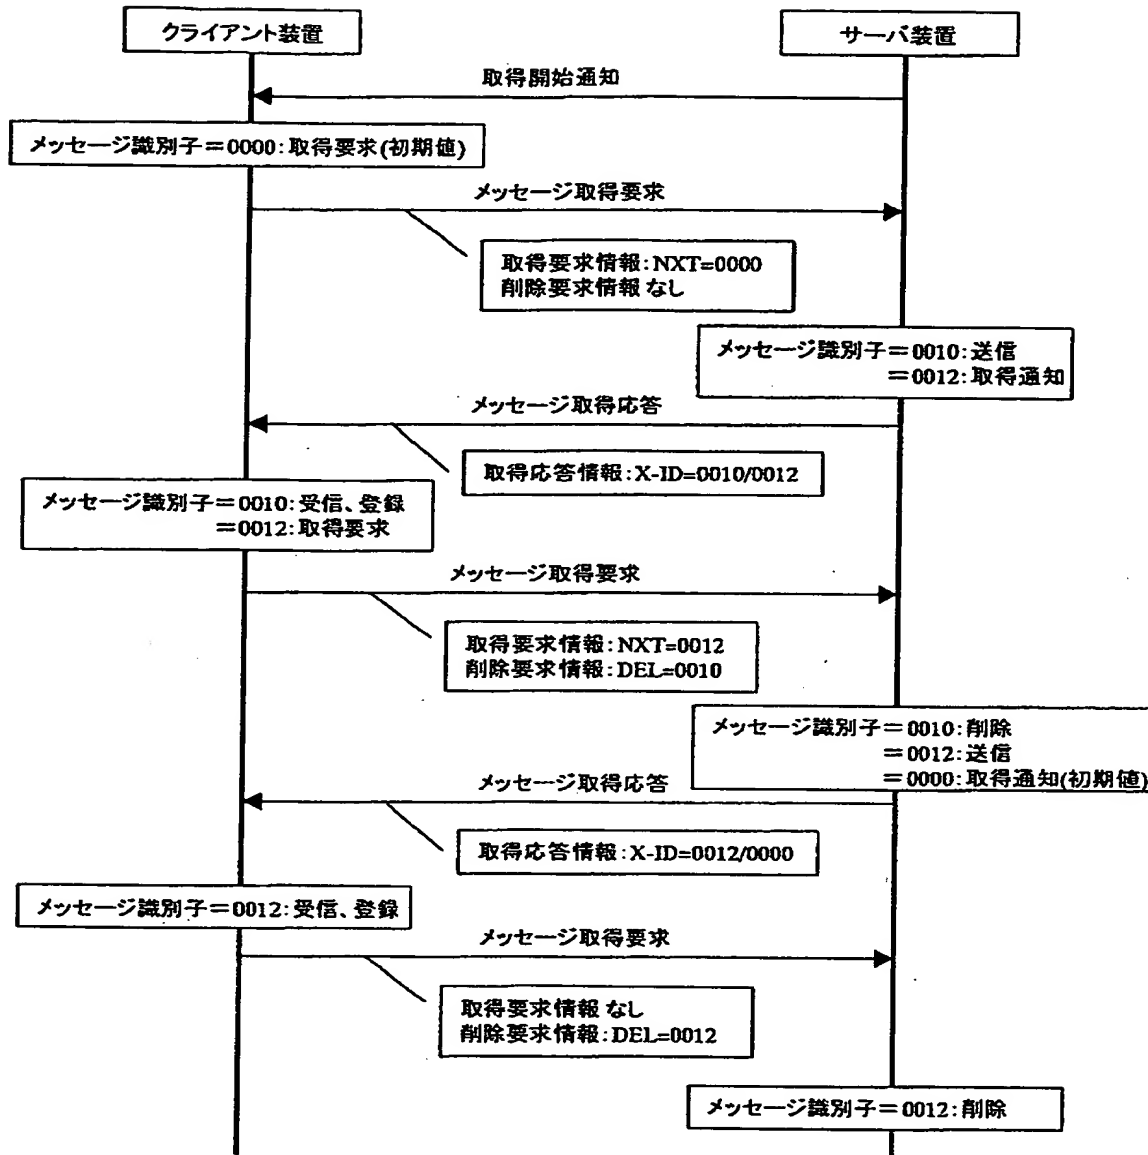 クライアント装置
サーバ装置
取得開始通知
メッセージ識別子=0000:取得要求(初期値)
メッセージ取得要求
取得要求情報:NXT=0000
削除要求情報 なし
メッセージ識別子=0010:送信
=0012:取得通知
メッセージ取得応答
取得応答情報:X-ID=0010/0012
メッセージ識別子=0010:受信、登録
=0012:取得要求
メッセージ取得要求
取得要求情報:NXT=0012
削除要求情報:DEL=0010
メッセージ識別子=0010:削除
=0012:送信
=0000:取得通知(初期値)
メッセージ取得応答
取得応答情報:X-ID=0012/0000
メッセージ識別子=0012:受信、登録
メッセージ取得要求
取得要求情報 なし
削除要求情報:DEL=0012
メッセージ識別子=0012:削除